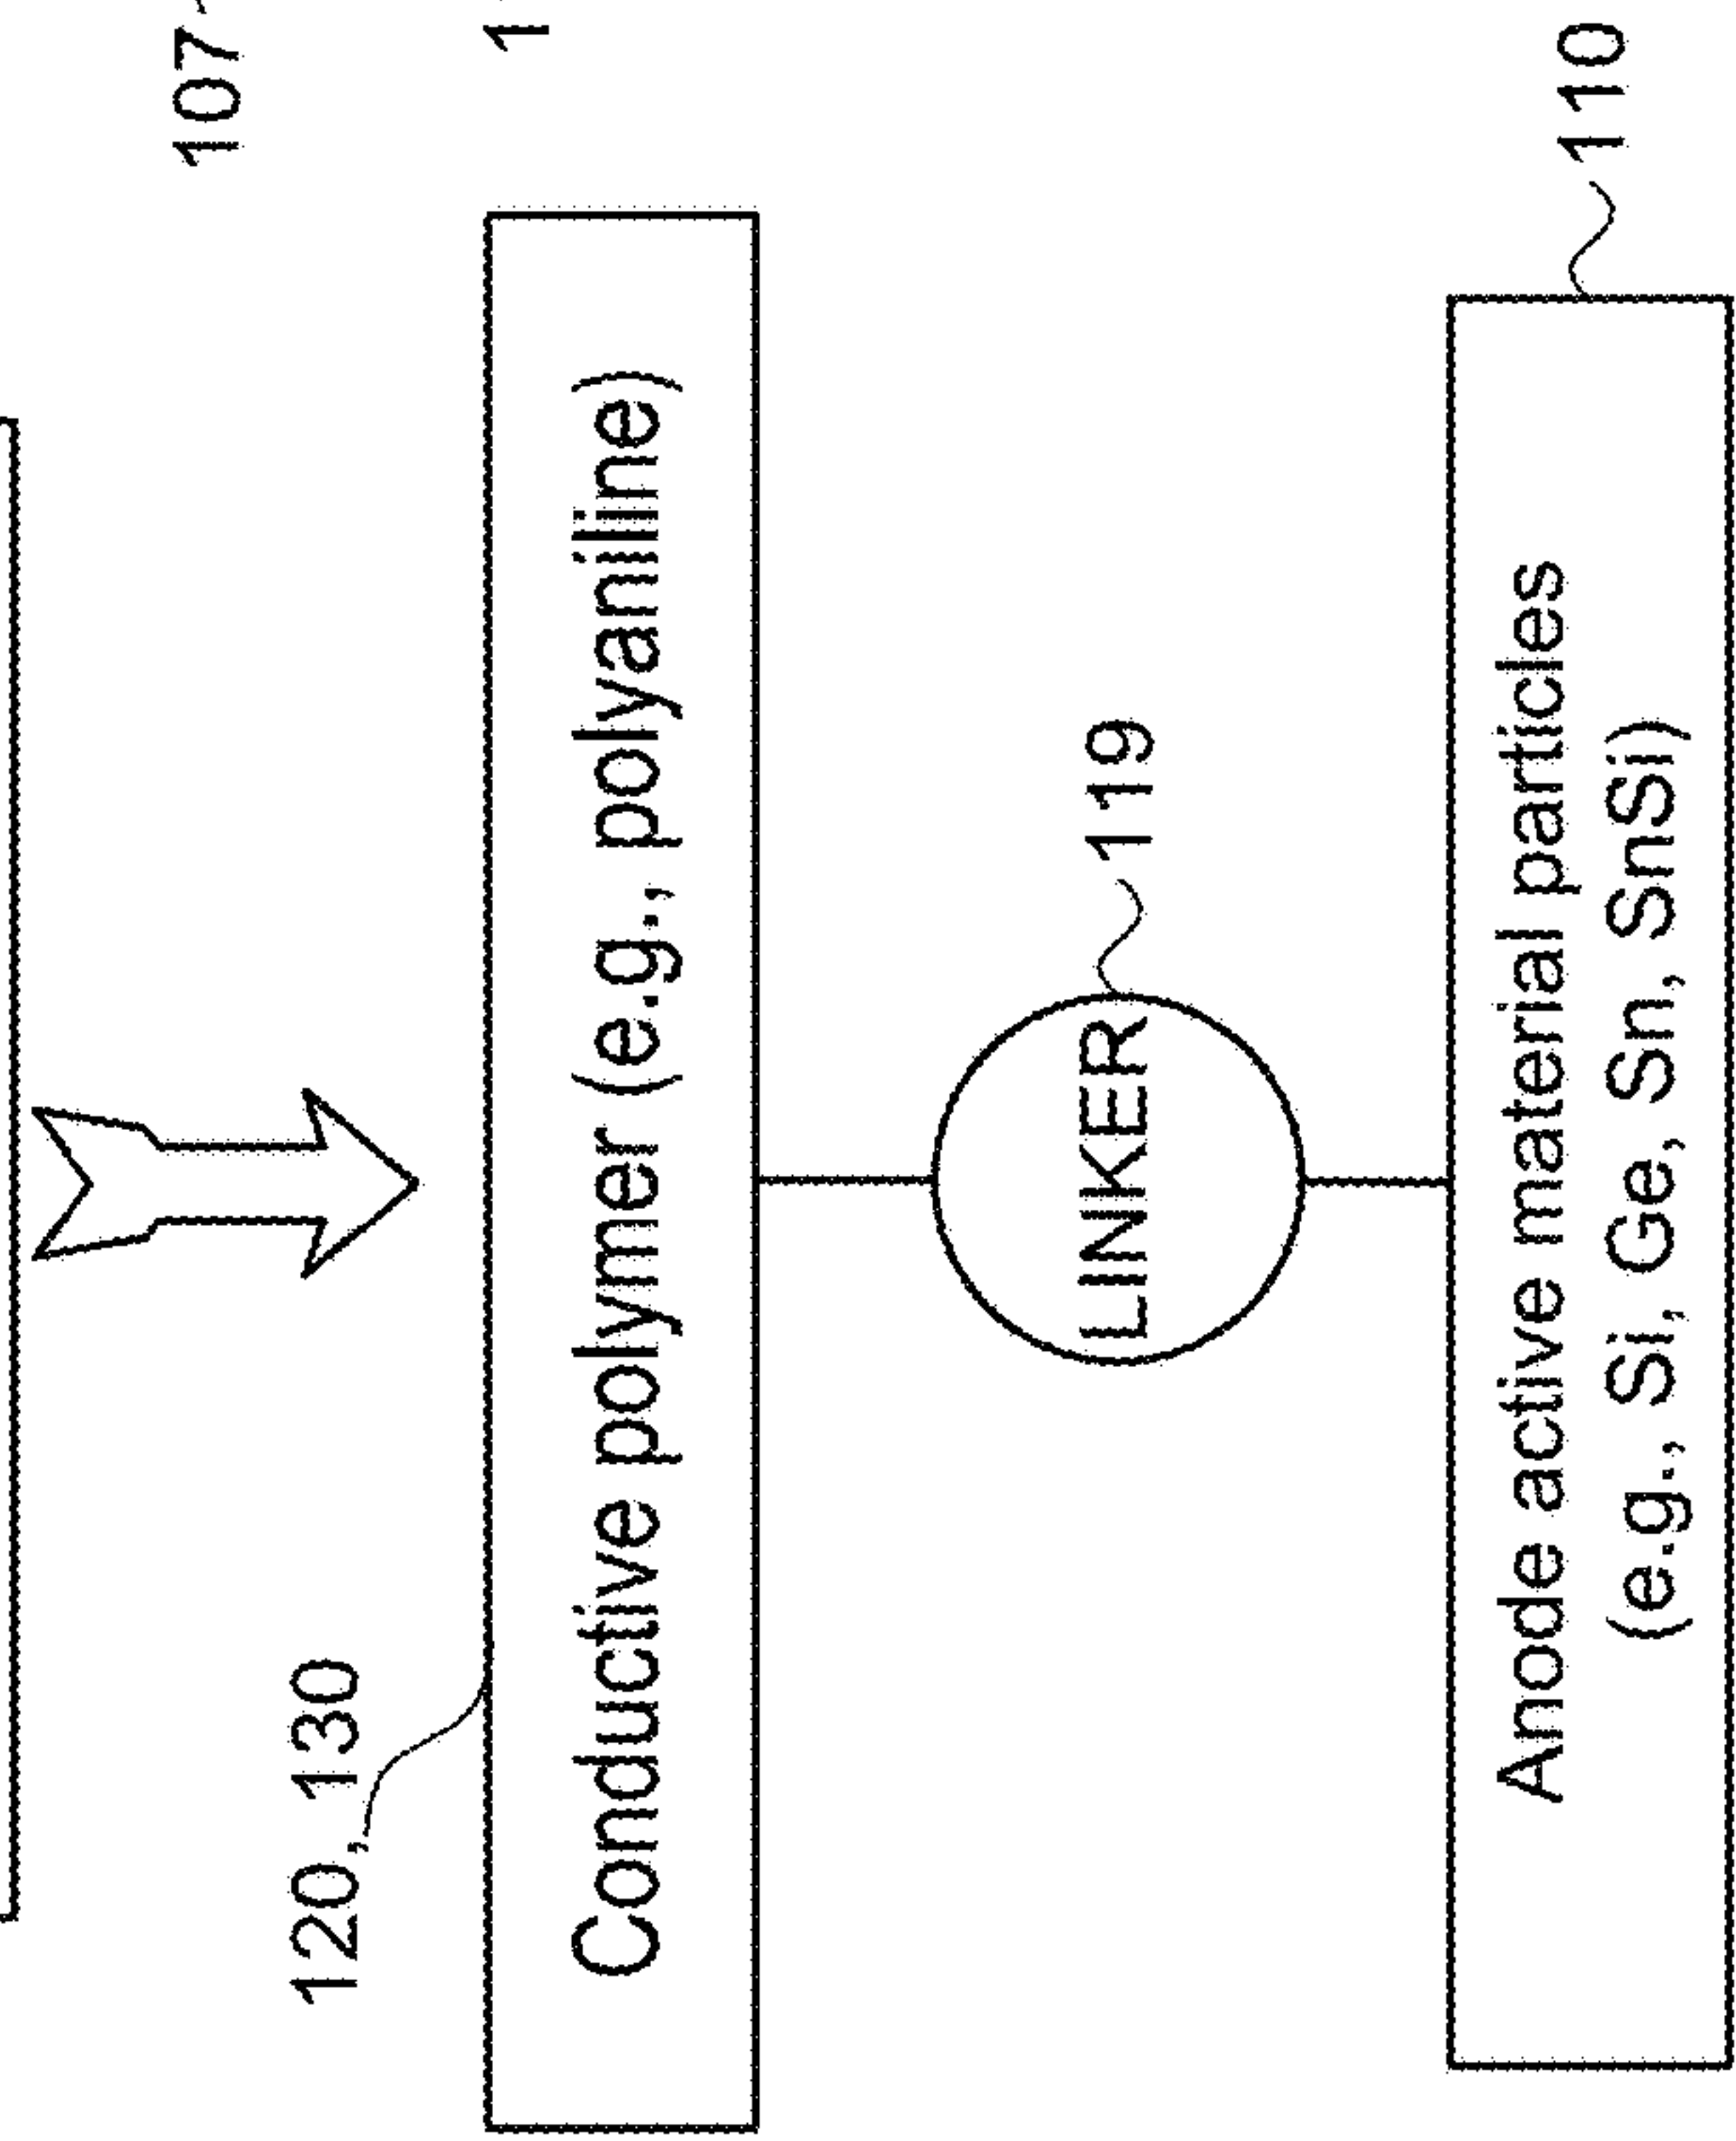 107
120, 130
1
Conductive polymer (e.g., polyaniline)
LINKER
119
Anode active material particles
(e.g., Si, Ge, Sn, SnSi)
110